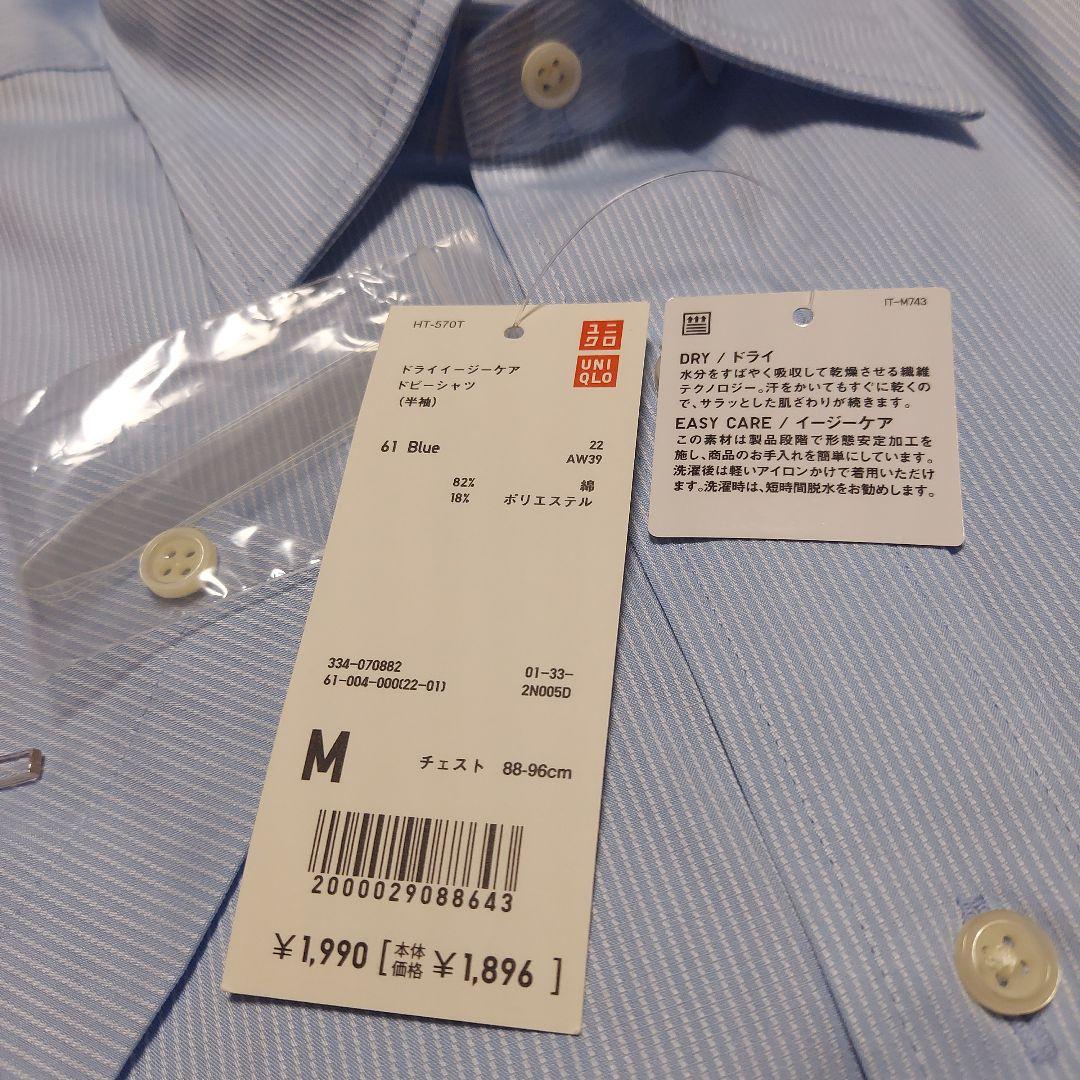 HT-570T
ユニ
クロ
UNI
QLO
ドライイージーケア
ドビーシャツ
(半袖)
61 Blue
22
AW39
82% 綿
18% ポリエステル
334-070882
61-004-000(22-01)
01-33-
2N005D
M チェスト 88-96cm
2000029088643
¥1,990 [本体価格 ¥1,896 ]
IT-M743
DRY / ドライ
水分をすばやく吸収して乾燥させる繊維
テクノロジー。汗をかいてもすぐに乾くの
で、サラッとした肌ざわりが続きます。
EASY CARE / イージーケア
この素材は製品段階で形態安定加工を
施し、商品のお手入れを簡単にしています。
洗濯後は軽いアイロンかけで着用いただけ
ます。洗濯時は、短時間脱水をお勧めします。